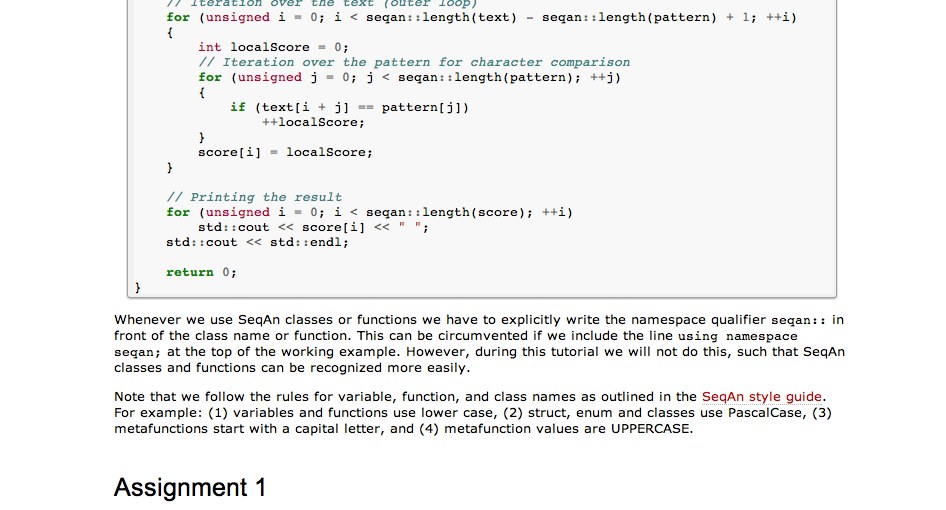 // Iteration over the text (outer loop)
for (unsigned i = 0; i < seqan::length(text) - seqan::length(pattern) + 1; ++i)
{
int localScore = 0;
// Iteration over the pattern for character comparison
for (unsigned j = 0; j < seqan::length(pattern); ++j)
{
if (text[i + j] == pattern[j])
++localScore;
}
score[i] = localScore;
}
// Printing the result
for (unsigned i = 0; i < seqan::length(score); ++i)
std::cout << score[i] << " ";
std::cout << std::endl;
return 0;
}
Whenever we use SeqAn classes or functions we have to explicitly write the namespace qualifier seqan:: in
front of the class name or function. This can be circumvented if we include the line using namespace
seqan; at the top of the working example. However, during this tutorial we will not do this, such that SeqAn
classes and functions can be recognized more easily.
Note that we follow the rules for variable, function, and class names as outlined in the SeqAn style guide.
For example: (1) variables and functions use lower case, (2) struct, enum and classes use PascalCase, (3)
metafunctions start with a capital letter, and (4) metafunction values are UPPERCASE.
Assignment 1